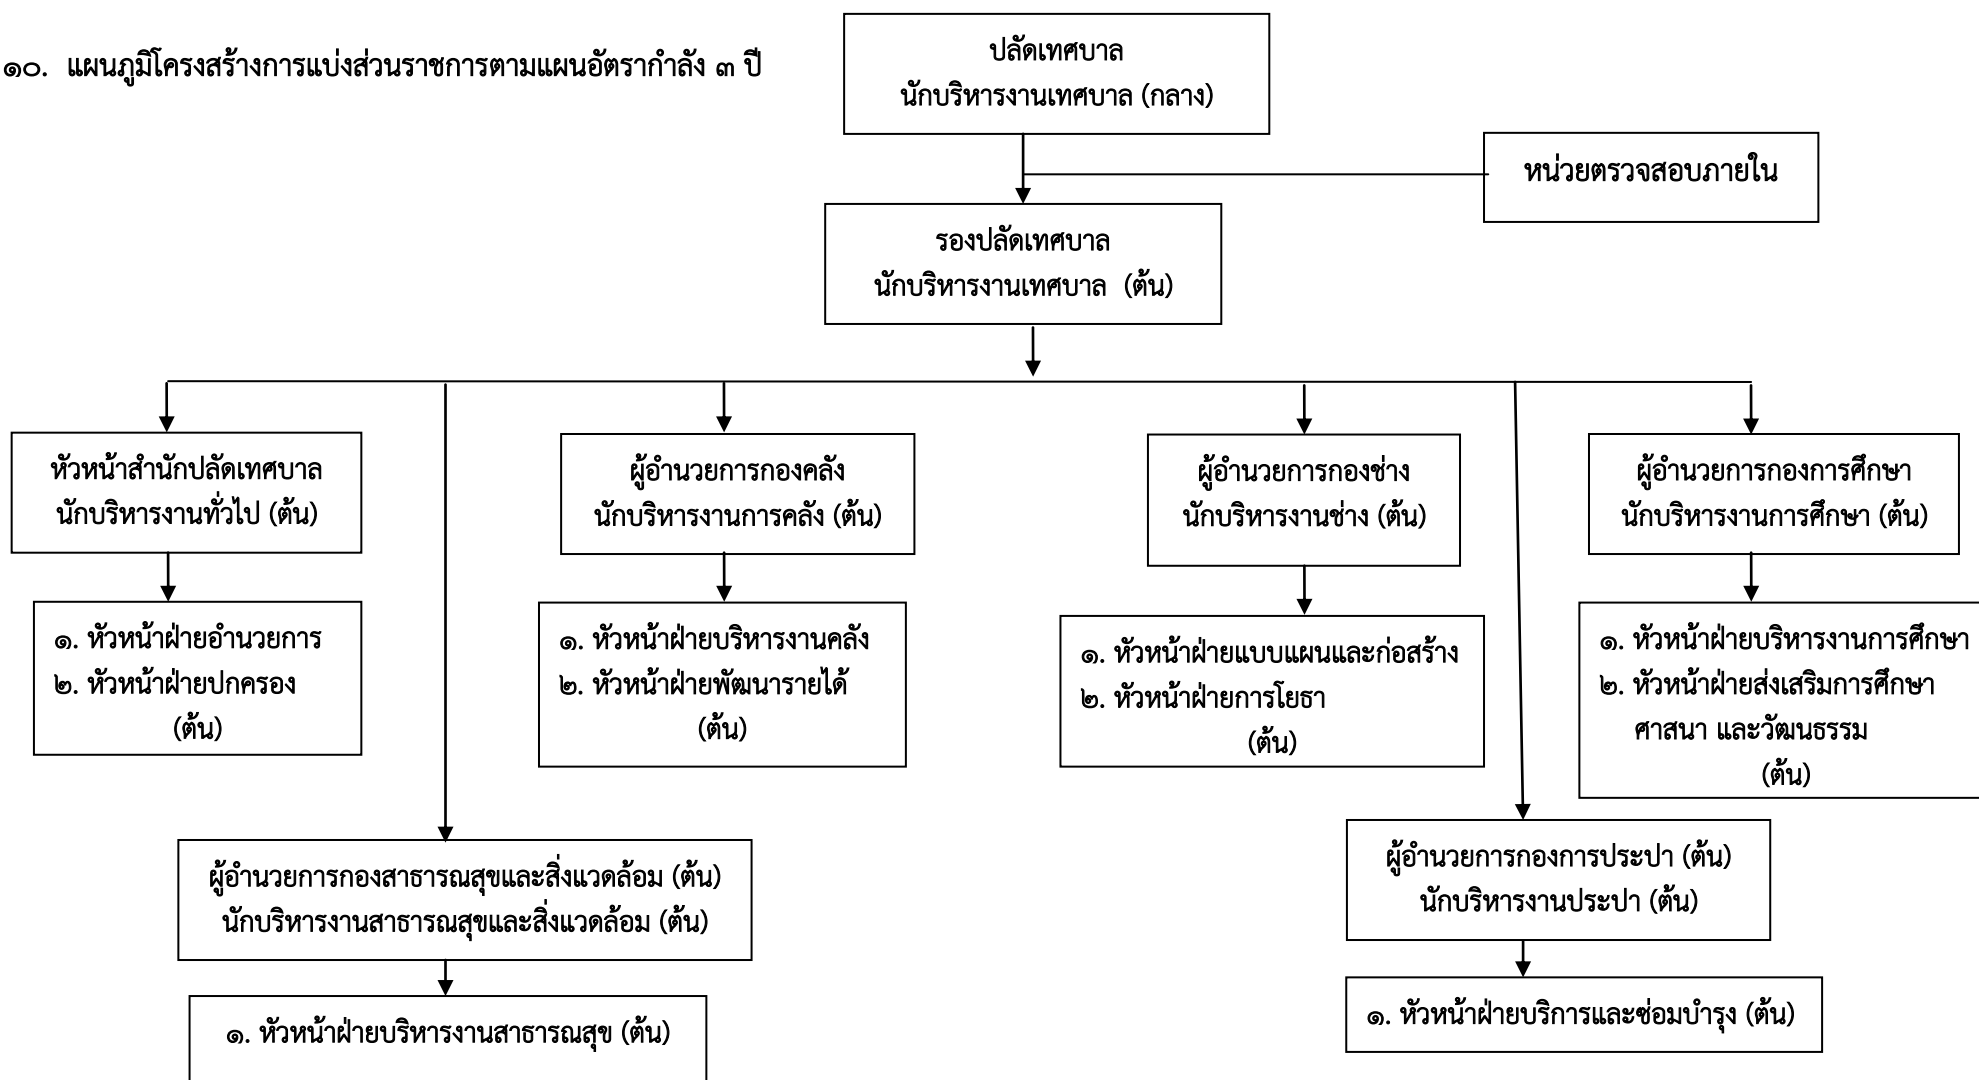 ๑๐. แผนภูมิโครงสร้างการแบ่งส่วนราชการตามแผนอัตรากำลัง ๓ ปี
ปลัดเทศบาล
นักบริหารงานเทศบาล (กลาง)
หน่วยตรวจสอบภายใน
รองปลัดเทศบาล
นักบริหารงานเทศบาล (ต้น)
หัวหน้าสำนักปลัดเทศบาล
นักบริหารงานทั่วไป (ต้น)
ผู้อำนวยการกองคลัง
นักบริหารงานการคลัง (ต้น)
ผู้อำนวยการกองช่าง
นักบริหารงานช่าง (ต้น)
ผู้อำนวยการกองการศึกษา
นักบริหารงานการศึกษา (ต้น)
๑. หัวหน้าฝ่ายอำนวยการ
๒. หัวหน้าฝ่ายปกครอง
(ต้น)
๑. หัวหน้าฝ่ายบริหารงานคลัง
๒. หัวหน้าฝ่ายพัฒนารายได้
(ต้น)
๑. หัวหน้าฝ่ายแบบแผนและก่อสร้าง
๒. หัวหน้าฝ่ายการโยธา
(ต้น)
๑. หัวหน้าฝ่ายบริหารงานการศึกษา
๒. หัวหน้าฝ่ายส่งเสริมการศึกษา
ศาสนา และวัฒนธรรม
(ต้น)
ผู้อำนวยการกองสาธารณสุขและสิ่งแวดล้อม (ต้น)
นักบริหารงานสาธารณสุขและสิ่งแวดล้อม (ต้น)
ผู้อำนวยการกองการประปา (ต้น)
นักบริหารงานประปา (ต้น)
๑. หัวหน้าฝ่ายบริหารงานสาธารณสุข (ต้น)
๑. หัวหน้าฝ่ายบริการและซ่อมบำรุง (ต้น)